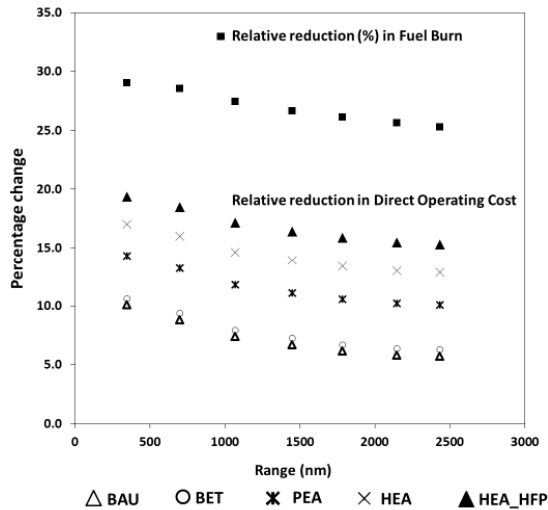 35.0
■ Relative reduction (%) in Fuel Burn
30.0
25.0
20.0
Relative reduction in Direct Operating Cost
15.0
10.0
5.0
0.0
Percentage change
0 500 1000 1500 2000 2500 3000
Range (nm)
BAU BET PEA HEA HEA_HFP